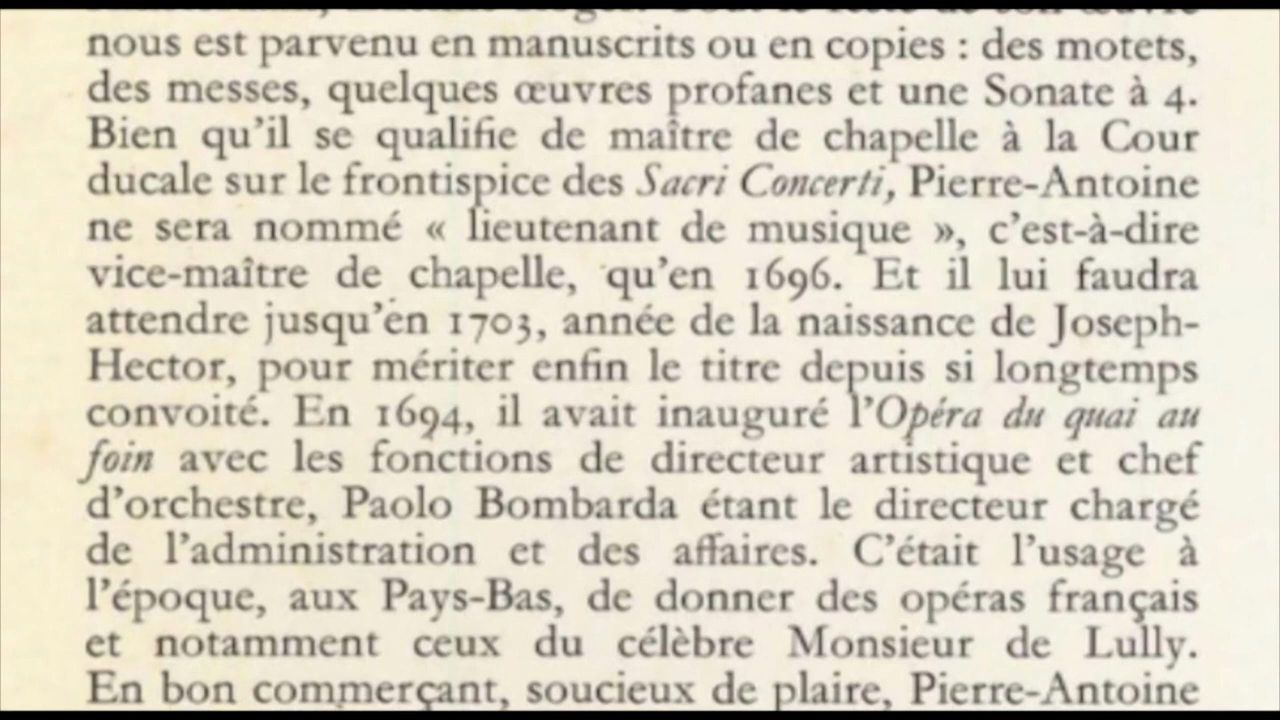 nous est parvenu en manuscrits ou en copies : des motets,
des messes, quelques œuvres profanes et une Sonate à 4.
Bien qu'il se qualifie de maître de chapelle à la Cour
ducale sur le frontispice des Sacri Concerti, Pierre-Antoine
ne sera nommé « lieutenant de musique », c'est-à-dire
vice-maître de chapelle, qu'en 1696. Et il lui faudra
attendre jusqu'en 1703, année de la naissance de Joseph-
Hector, pour mériter enfin le titre depuis si longtemps
convoité. En 1694, il avait inauguré l'Opéra du quai au
foin avec les fonctions de directeur artistique et chef
d'orchestre, Paolo Bombarda étant le directeur chargé
de l'administration et des affaires. C'était l'usage à
l'époque, aux Pays-Bas, de donner des opéras français
et notamment ceux du célèbre Monsieur de Lully.
En bon commerçant, soucieux de plaire, Pierre-Antoine